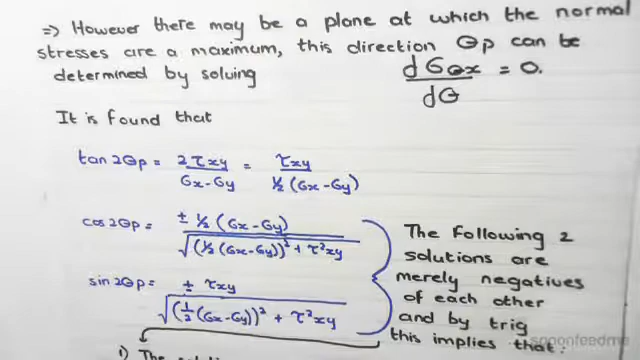 =) However there may be a plane at which the normal
stresses are a maximum, this direction Θp can be
determined by solving dσΘx/dΘ = 0.
It is found that
tan 2Θp = 2τxy/(σx-σy) = τxy/(½(σx-σy))
cos 2Θp = ± ½(σx-σy)/√((½(σx-σy))² + τ²xy)
sin 2Θp = ± τxy/√((½(σx-σy))² + τ²xy)
The following 2
solutions are
merely negatives
of each other
and by trig
this implies that:
spoonfeedme
1) The